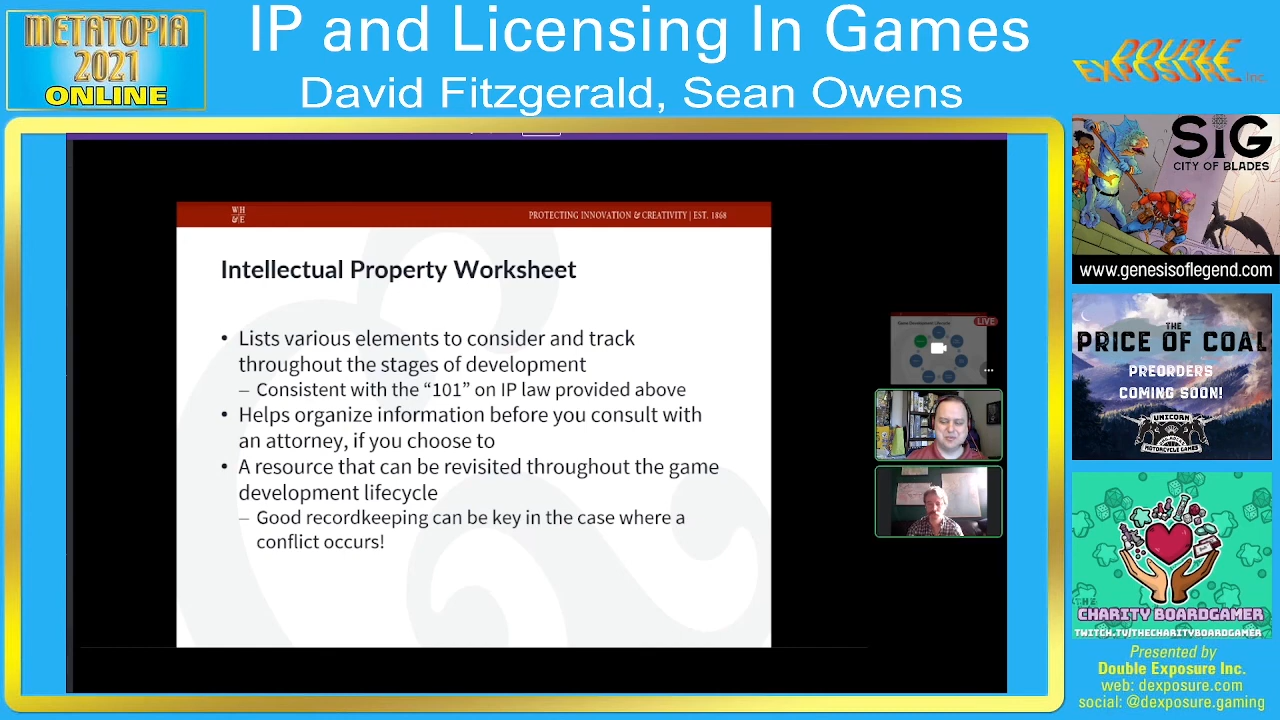 METATOPIA
2021
ONLINE
IP and Licensing In Games
David Fitzgerald, Sean Owens
DOUBLE
EXPOSURE Inc.
WH
&E
PROTECTING INNOVATION & CREATIVITY | EST. 1868
Intellectual Property Worksheet
• Lists various elements to consider and track
throughout the stages of development
– Consistent with the “101” on IP law provided above
• Helps organize information before you consult with
an attorney, if you choose to
• A resource that can be revisited throughout the game
development lifecycle
– Good recordkeeping can be key in the case where a
conflict occurs!
LIVE
SiG
CITY OF BLADES
www.genesisoflegend.com
THE
PRICE OF COAL
PREORDERS
COMING SOON!
UNICORN
MOTORCYCLE GAMES
THE
CHARITY BOARDGAMER
TWITCH.TV/THECHARITYBOARDGAMER
Presented by
Double Exposure Inc.
web: dexposure.com
social: @dexposure.gaming